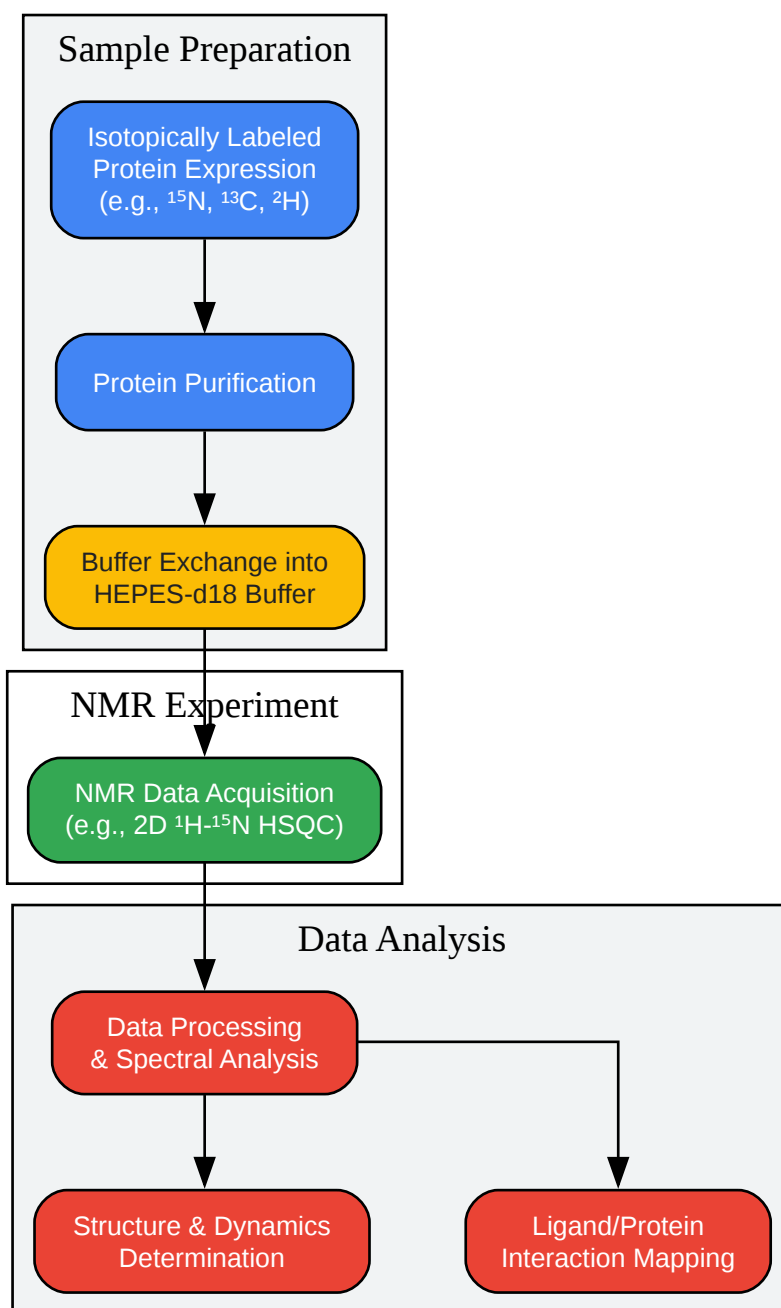 Sample Preparation
Isotopically Labeled
Protein Expression
(e.g., ¹⁵N, ¹³C, ²H)
Protein Purification
Buffer Exchange into
HEPES-d18 Buffer
NMR Experiment
NMR Data Acquisition
(e.g., 2D ¹H-¹⁵N HSQC)
Data Analysis
Data Processing
& Spectral Analysis
Structure & Dynamics
Determination
Ligand/Protein
Interaction Mapping